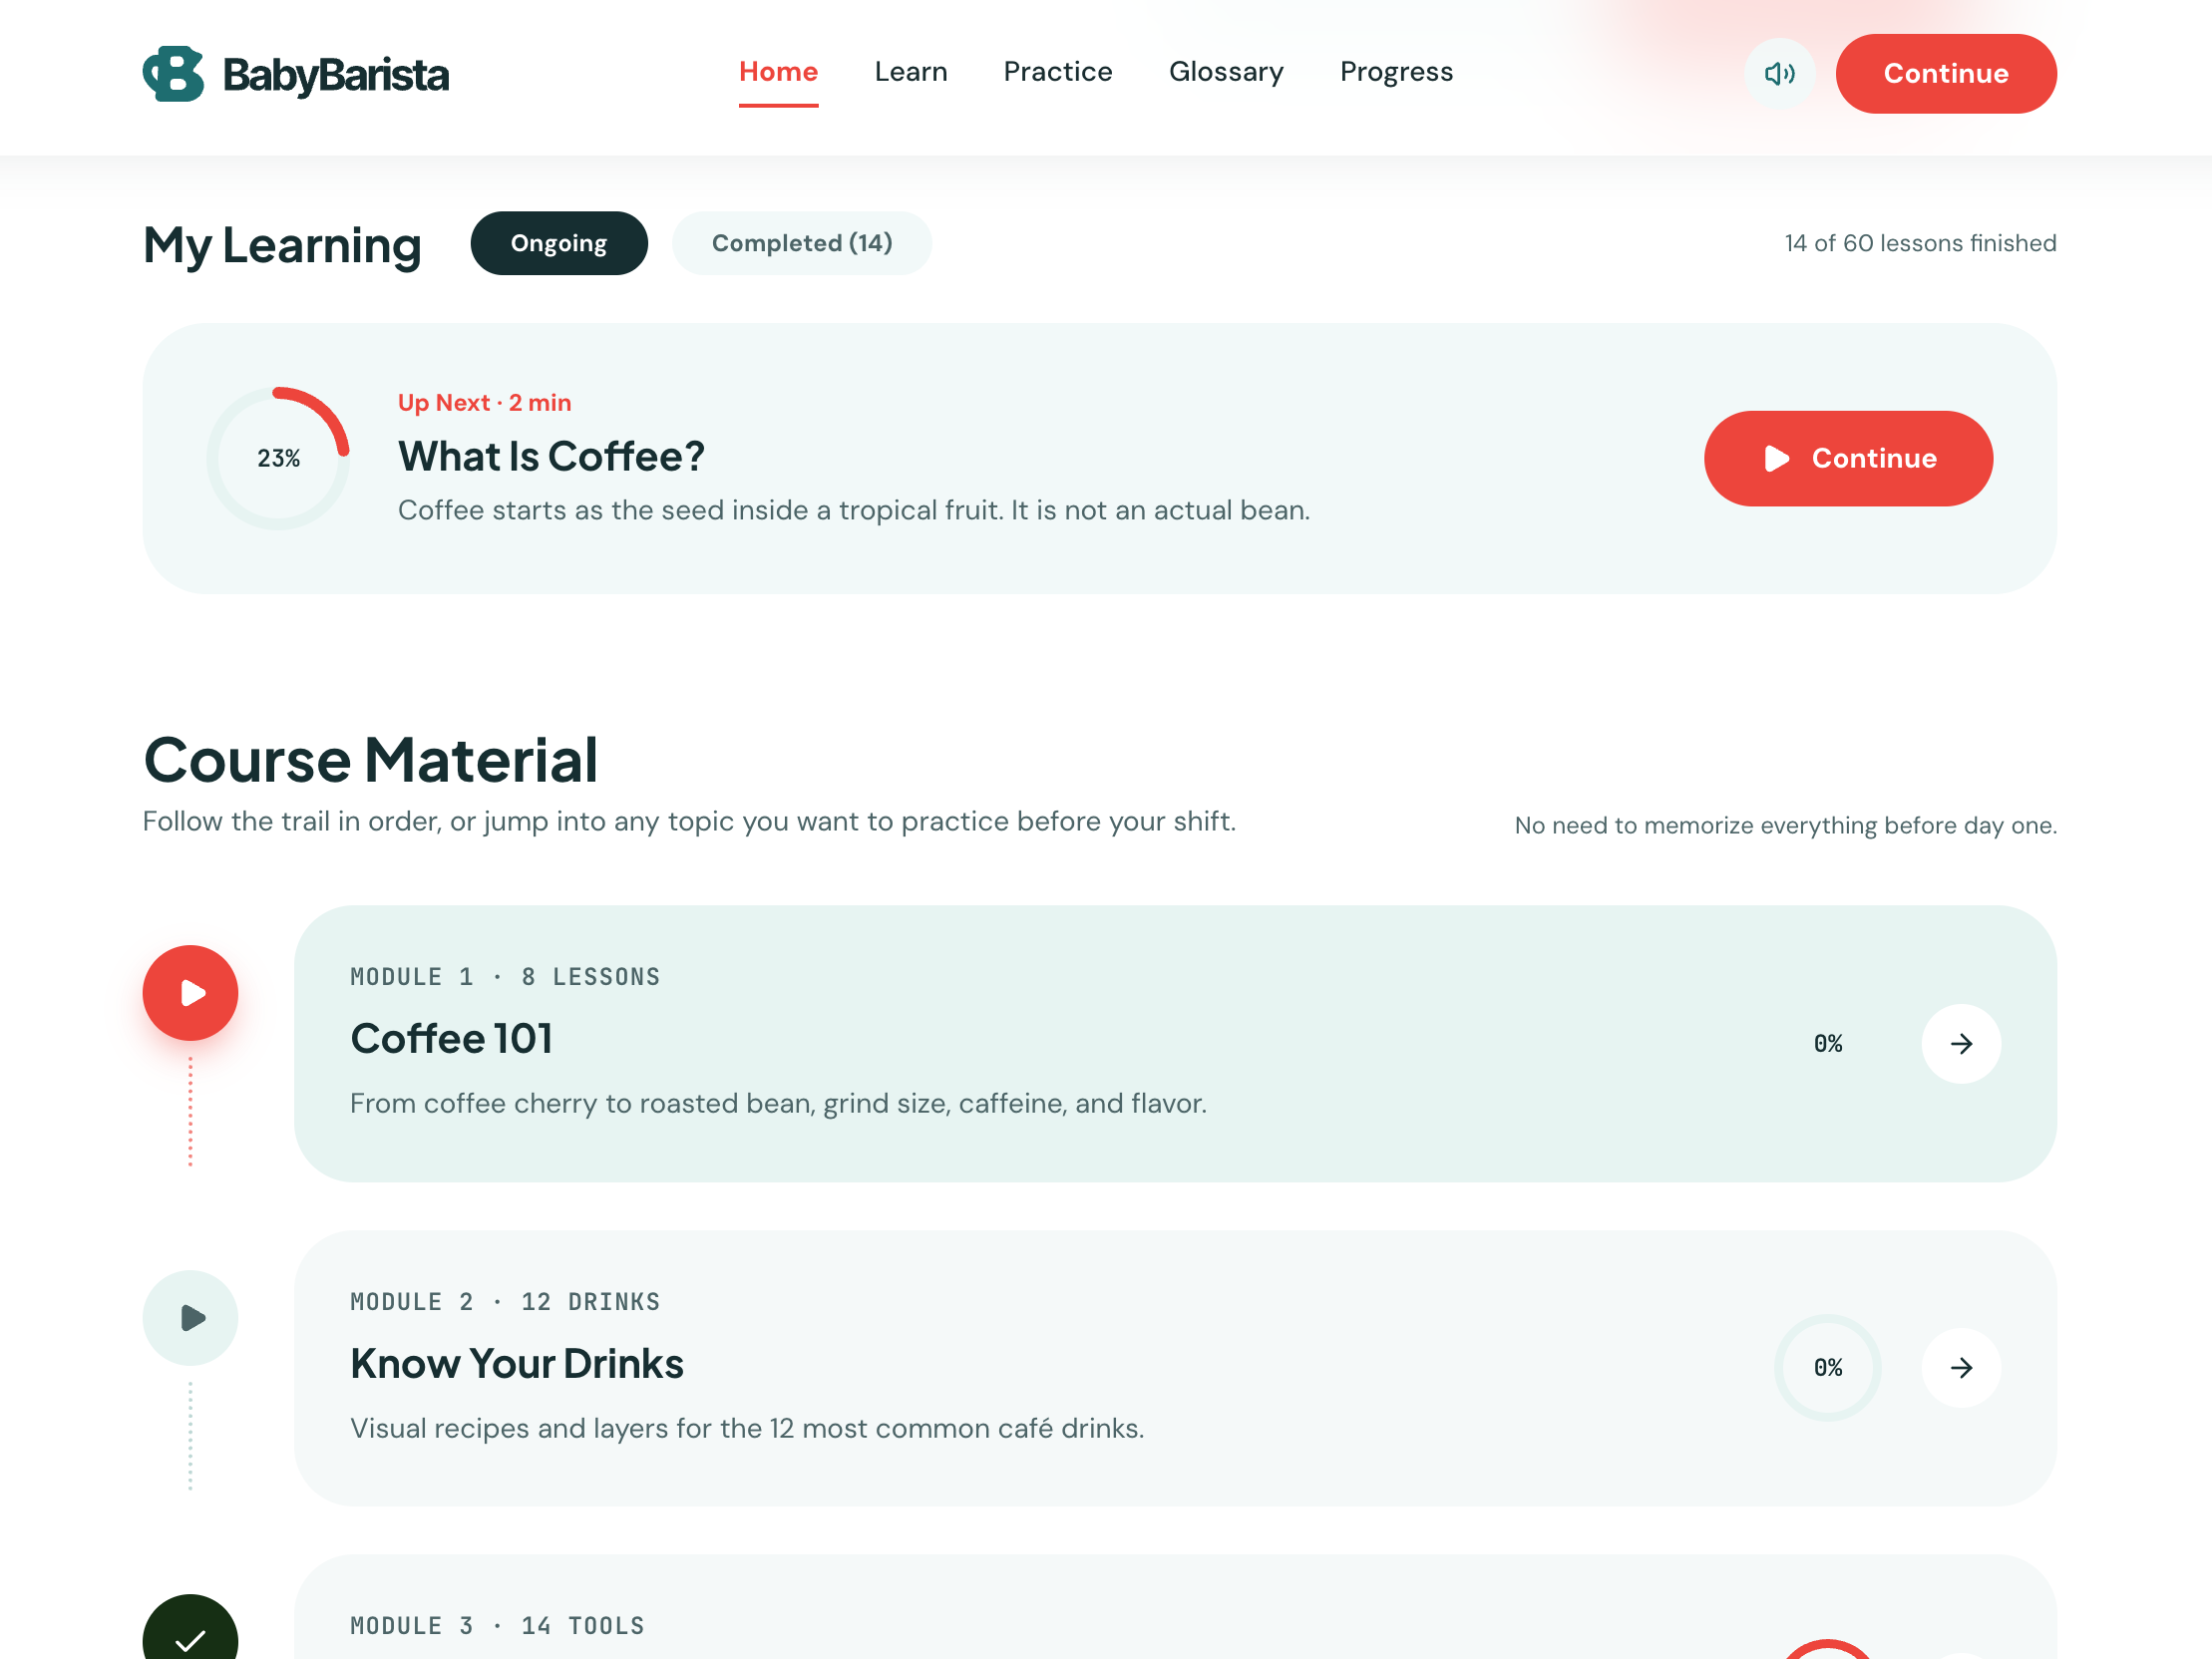 BabyBarista
Home
Learn
Practice
Glossary
Progress
Continue
My Learning
Ongoing
Completed (14)
14 of 60 lessons finished
23%
Up Next · 2 min
What Is Coffee?
Coffee starts as the seed inside a tropical fruit. It is not an actual bean.
Continue
Course Material
Follow the trail in order, or jump into any topic you want to practice before your shift.
No need to memorize everything before day one.
MODULE 1 · 8 LESSONS
Coffee 101
From coffee cherry to roasted bean, grind size, caffeine, and flavor.
0%
MODULE 2 · 12 DRINKS
Know Your Drinks
Visual recipes and layers for the 12 most common café drinks.
0%
MODULE 3 · 14 TOOLS